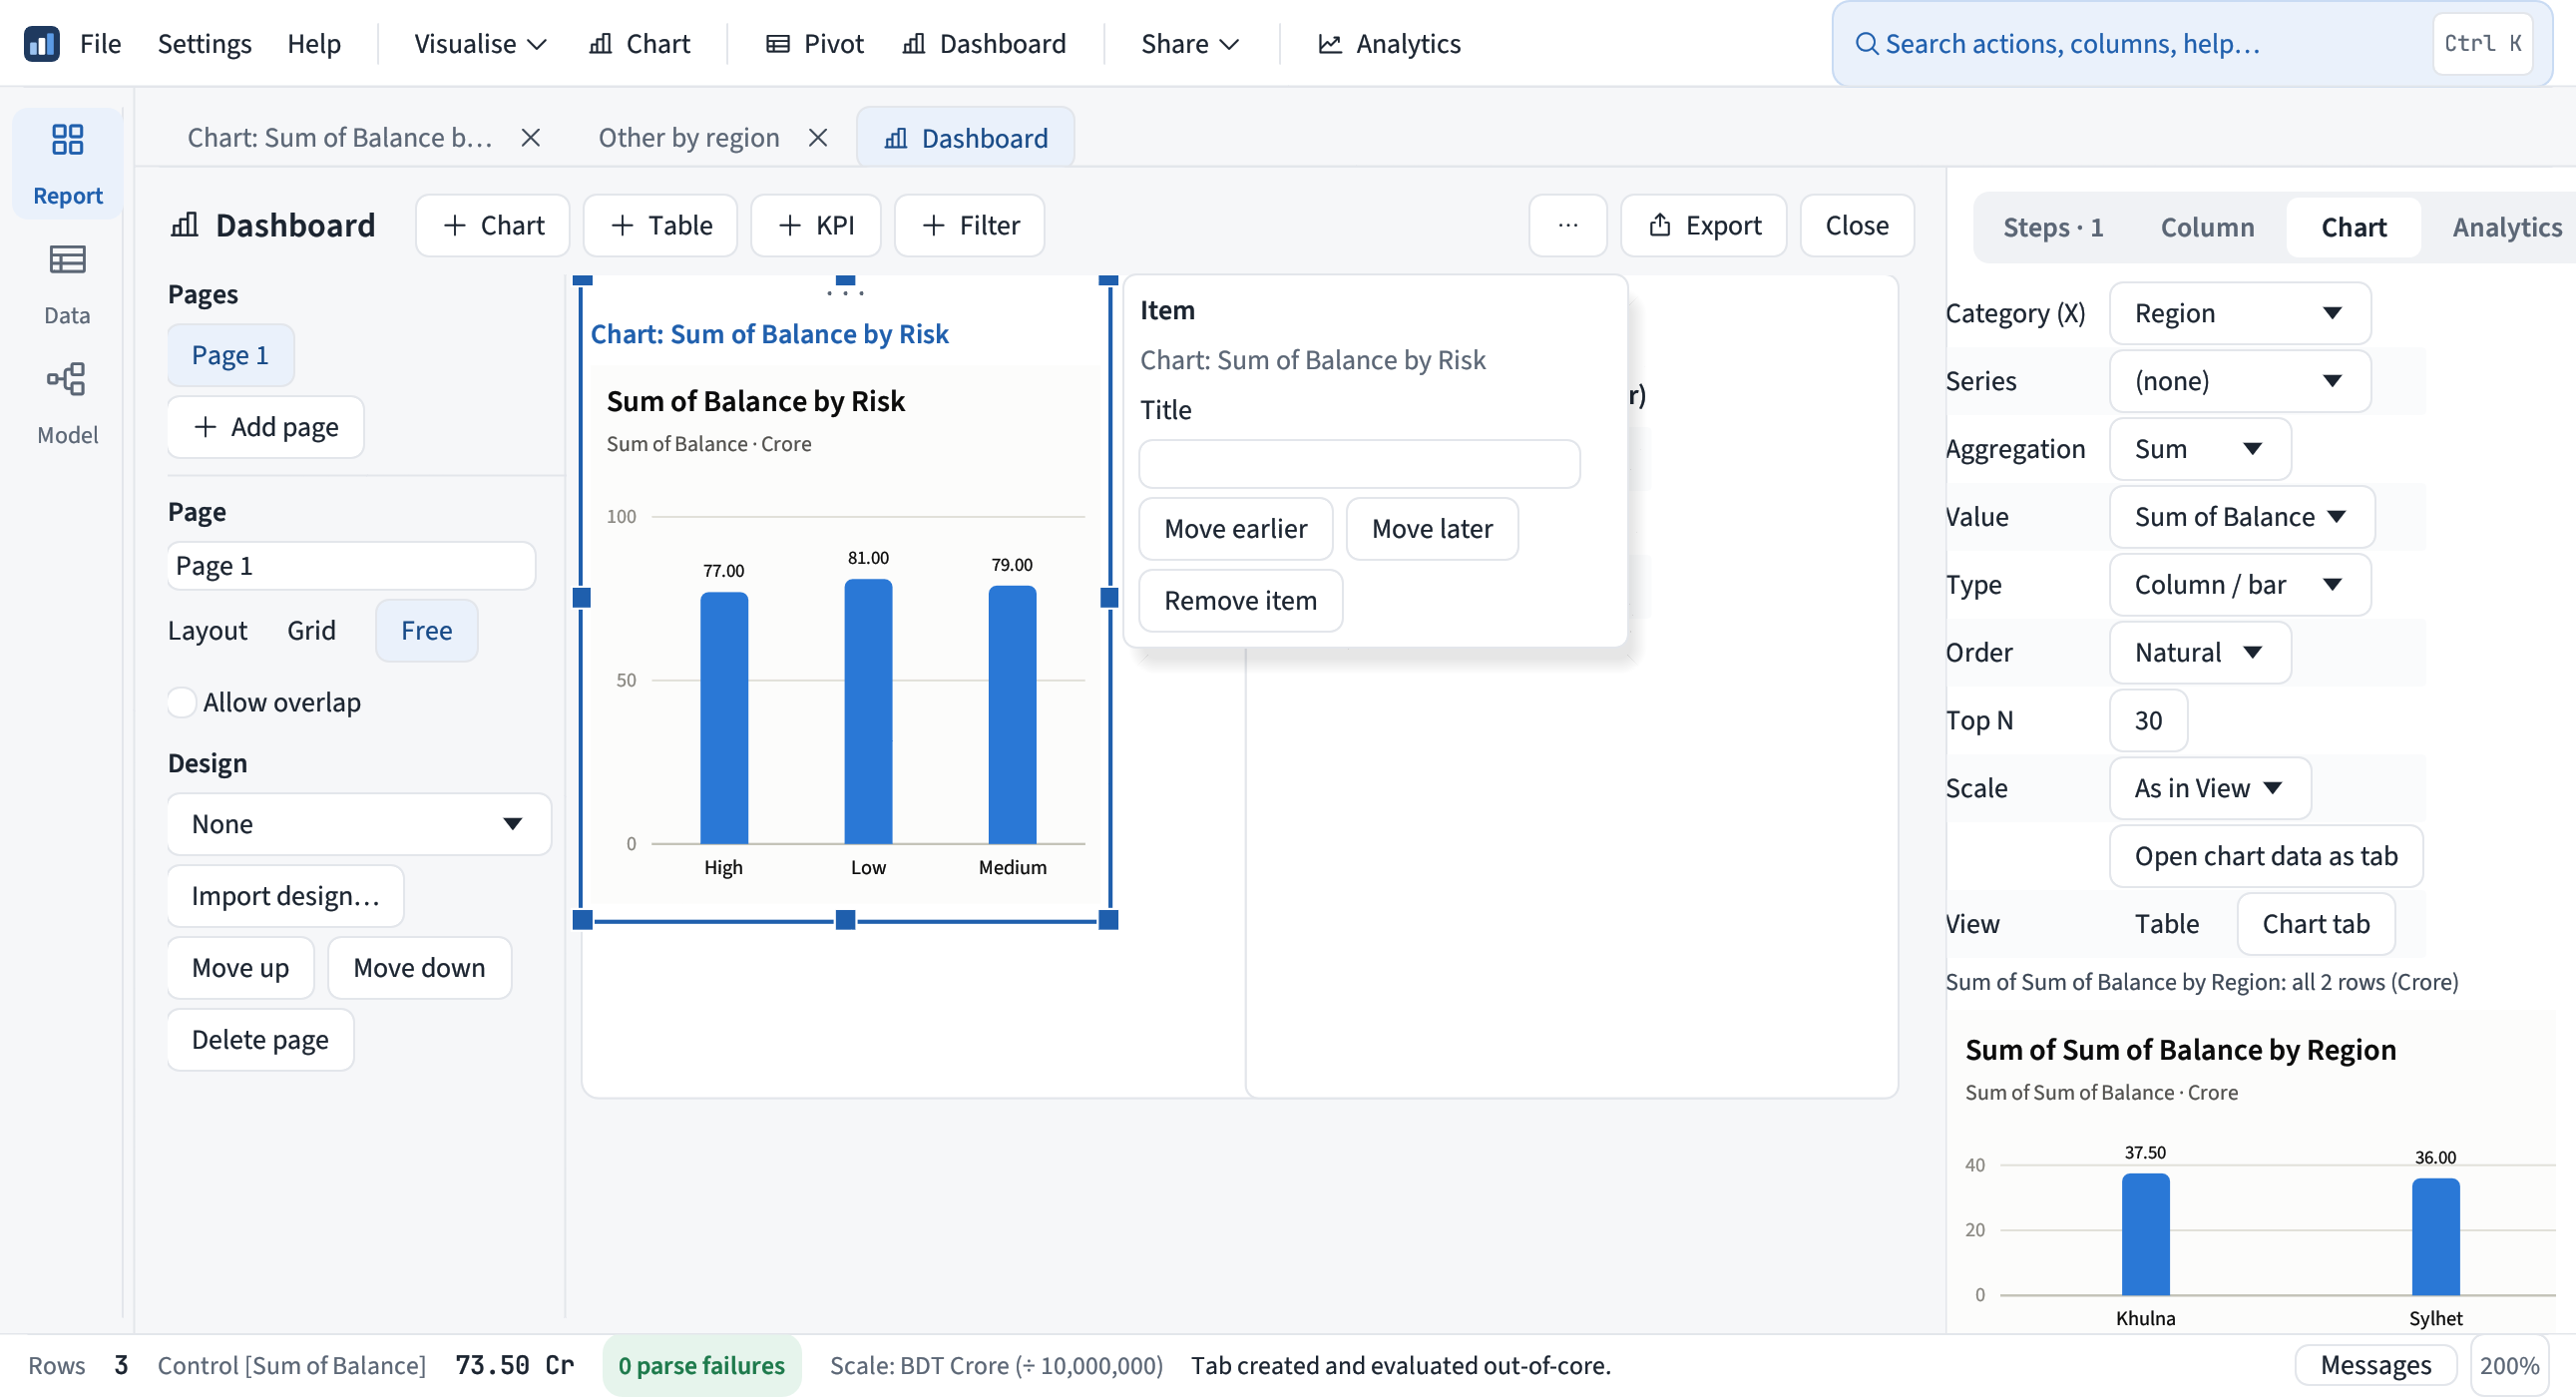 File Settings Help Visualise Chart Pivot Dashboard Share Analytics Search actions, columns, help... Ctrl K
Chart: Sum of Balance b... Other by region Dashboard
Report
Data
Model
Dashboard + Chart + Table + KPI + Filter ... Export Close
Pages
Page 1
+ Add page
Page
Page 1
Layout Grid Free
Allow overlap
Design
None
Import design...
Move up Move down
Delete page
Chart: Sum of Balance by Risk
Sum of Balance by Risk
Sum of Balance · Crore
100
77.00 81.00 79.00
50
0
High Low Medium
Item
Chart: Sum of Balance by Risk
Title
Move earlier Move later
Remove item
r)
Steps · 1 Column Chart Analytics
Category (X) Region
Series (none)
Aggregation Sum
Value Sum of Balance
Type Column / bar
Order Natural
Top N 30
Scale As in View
Open chart data as tab
View Table Chart tab
Sum of Sum of Balance by Region: all 2 rows (Crore)
Sum of Sum of Balance by Region
Sum of Sum of Balance · Crore
37.50 36.00
40
20
0
Khulna Sylhet
Rows 3 Control [Sum of Balance] 73.50 Cr 0 parse failures Scale: BDT Crore (÷ 10,000,000) Tab created and evaluated out-of-core. Messages 200%